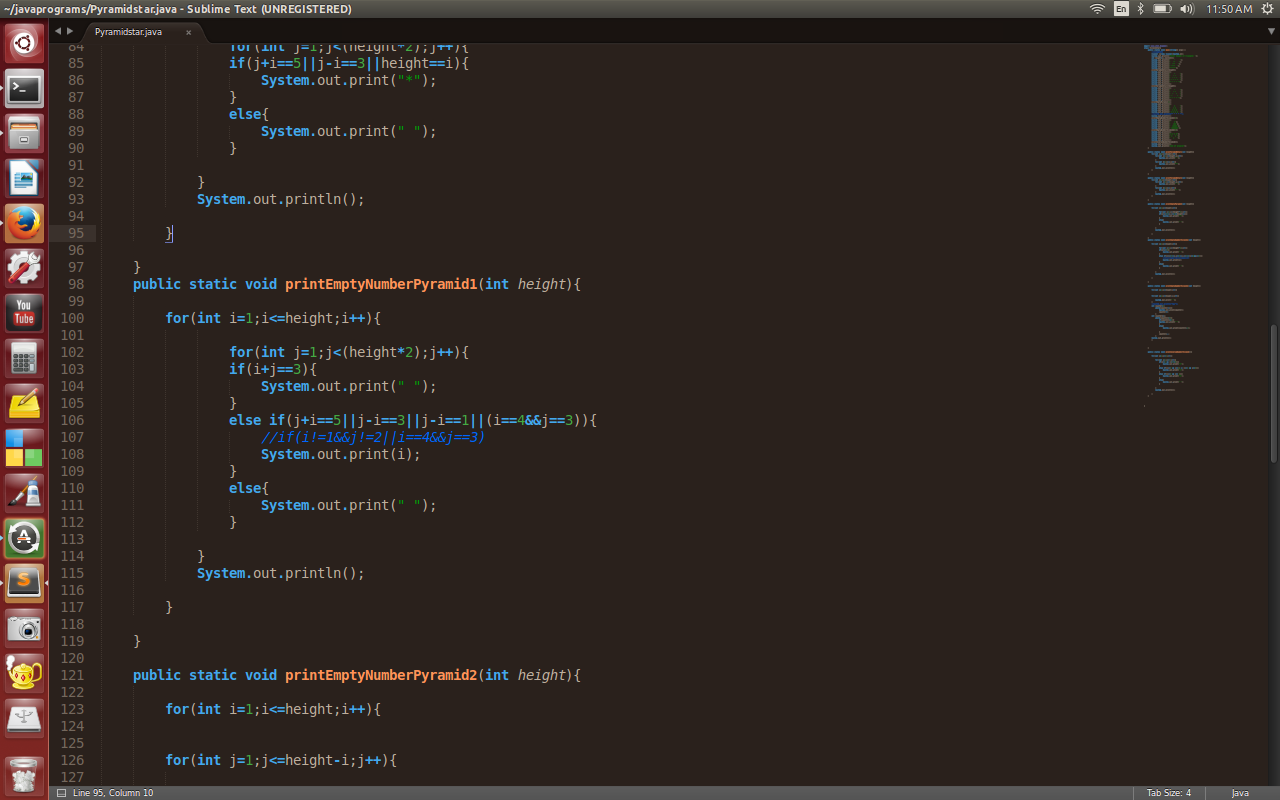 ~/javaprograms/Pyramidstar.java - Sublime Text (UNREGISTERED)
En
11:50 AM
Pyramidstar.java
84 for(int j=1;j<(height*2);j++){
85 if(j+i==5||j-i==3||height==i){
86 System.out.print("*");
87 }
88 else{
89 System.out.print(" ");
90 }
91
92 }
93 System.out.println();
94
95 }
96
97 }
98 public static void printEmptyNumberPyramid1(int height){
99
100 for(int i=1;i<=height;i++){
101
102 for(int j=1;j<(height*2);j++){
103 if(i+j==3){
104 System.out.print(" ");
105 }
106 else if(j+i==5||j-i==3||j-i==1||(i==4&&j==3)){
107 //if(i!=1&&j!=2||i==4&&j==3)
108 System.out.print(i);
109 }
110 else{
111 System.out.print(" ");
112 }
113
114 }
115 System.out.println();
116
117 }
118
119 }
120
121 public static void printEmptyNumberPyramid2(int height){
122
123 for(int i=1;i<=height;i++){
124
125
126 for(int j=1;j<=height-i;j++){
127
You
Tube
Line 95, Column 10
Tab Size: 4
Java